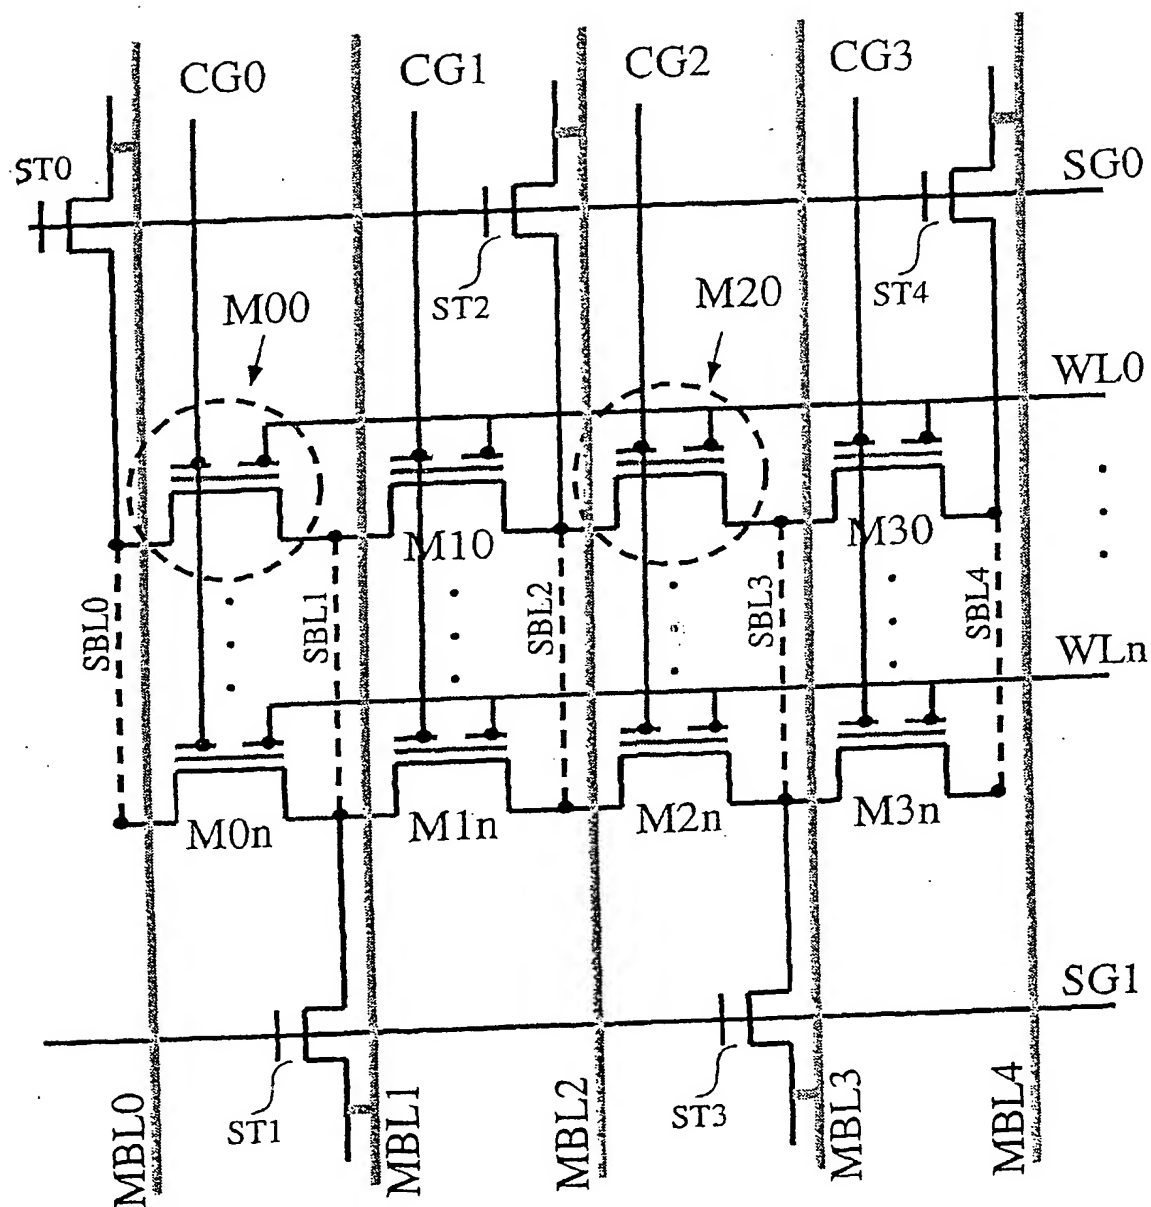 CG0 CG1 CG2 CG3
ST0 SG0
ST2 ST4
M00 M20
WL0
M10 M30
SBL0 SBL1 SBL2 SBL3 SBL4
WLn
M0n M1n M2n M3n
SG1
ST1 ST3
MBL0 MBL1 MBL2 MBL3 MBL4